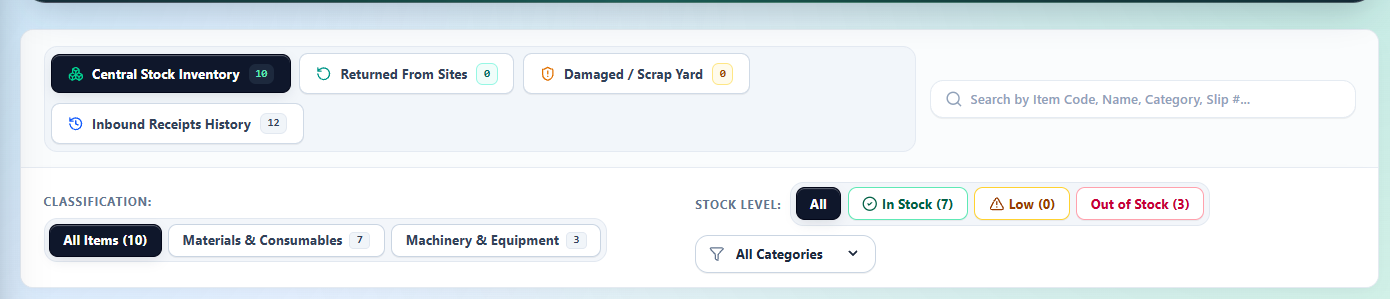 Central Stock Inventory 10
Returned From Sites 0
Damaged / Scrap Yard 0
Inbound Receipts History 12
Search by Item Code, Name, Category, Slip #...
CLASSIFICATION:
All Items (10)
Materials & Consumables 7
Machinery & Equipment 3
STOCK LEVEL:
All
In Stock (7)
Low (0)
Out of Stock (3)
All Categories